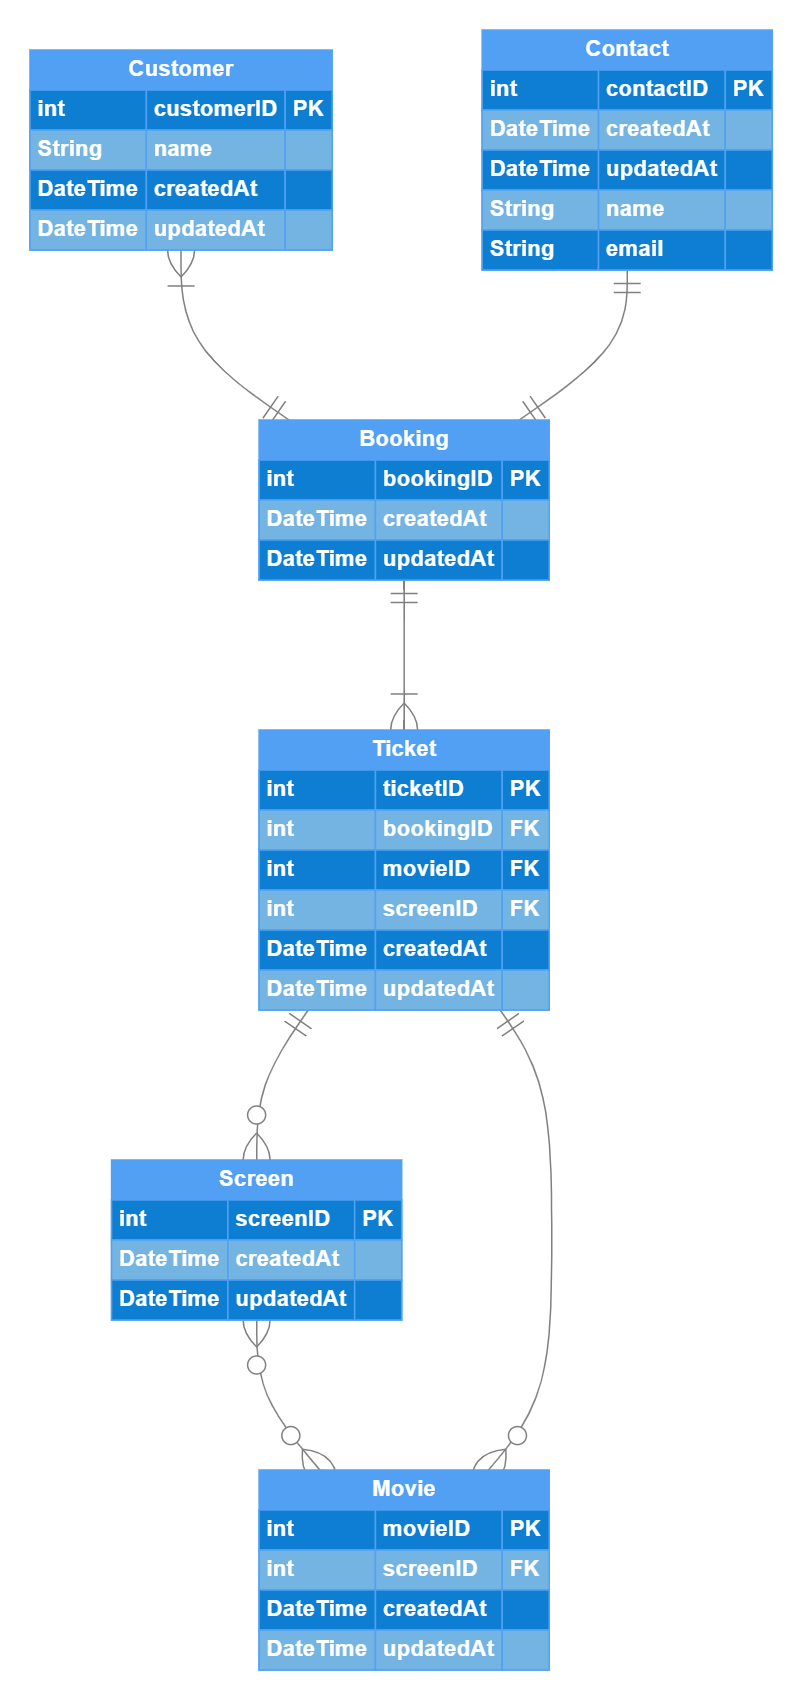 Customer
int customerID PK
String name
DateTime createdAt
DateTime updatedAt
Contact
int contactID PK
DateTime createdAt
DateTime updatedAt
String name
String email
Booking
int bookingID PK
DateTime createdAt
DateTime updatedAt
Ticket
int ticketID PK
int bookingID FK
int movieID FK
int screenID FK
DateTime createdAt
DateTime updatedAt
Screen
int screenID PK
DateTime createdAt
DateTime updatedAt
Movie
int movieID PK
int screenID FK
DateTime createdAt
DateTime updatedAt